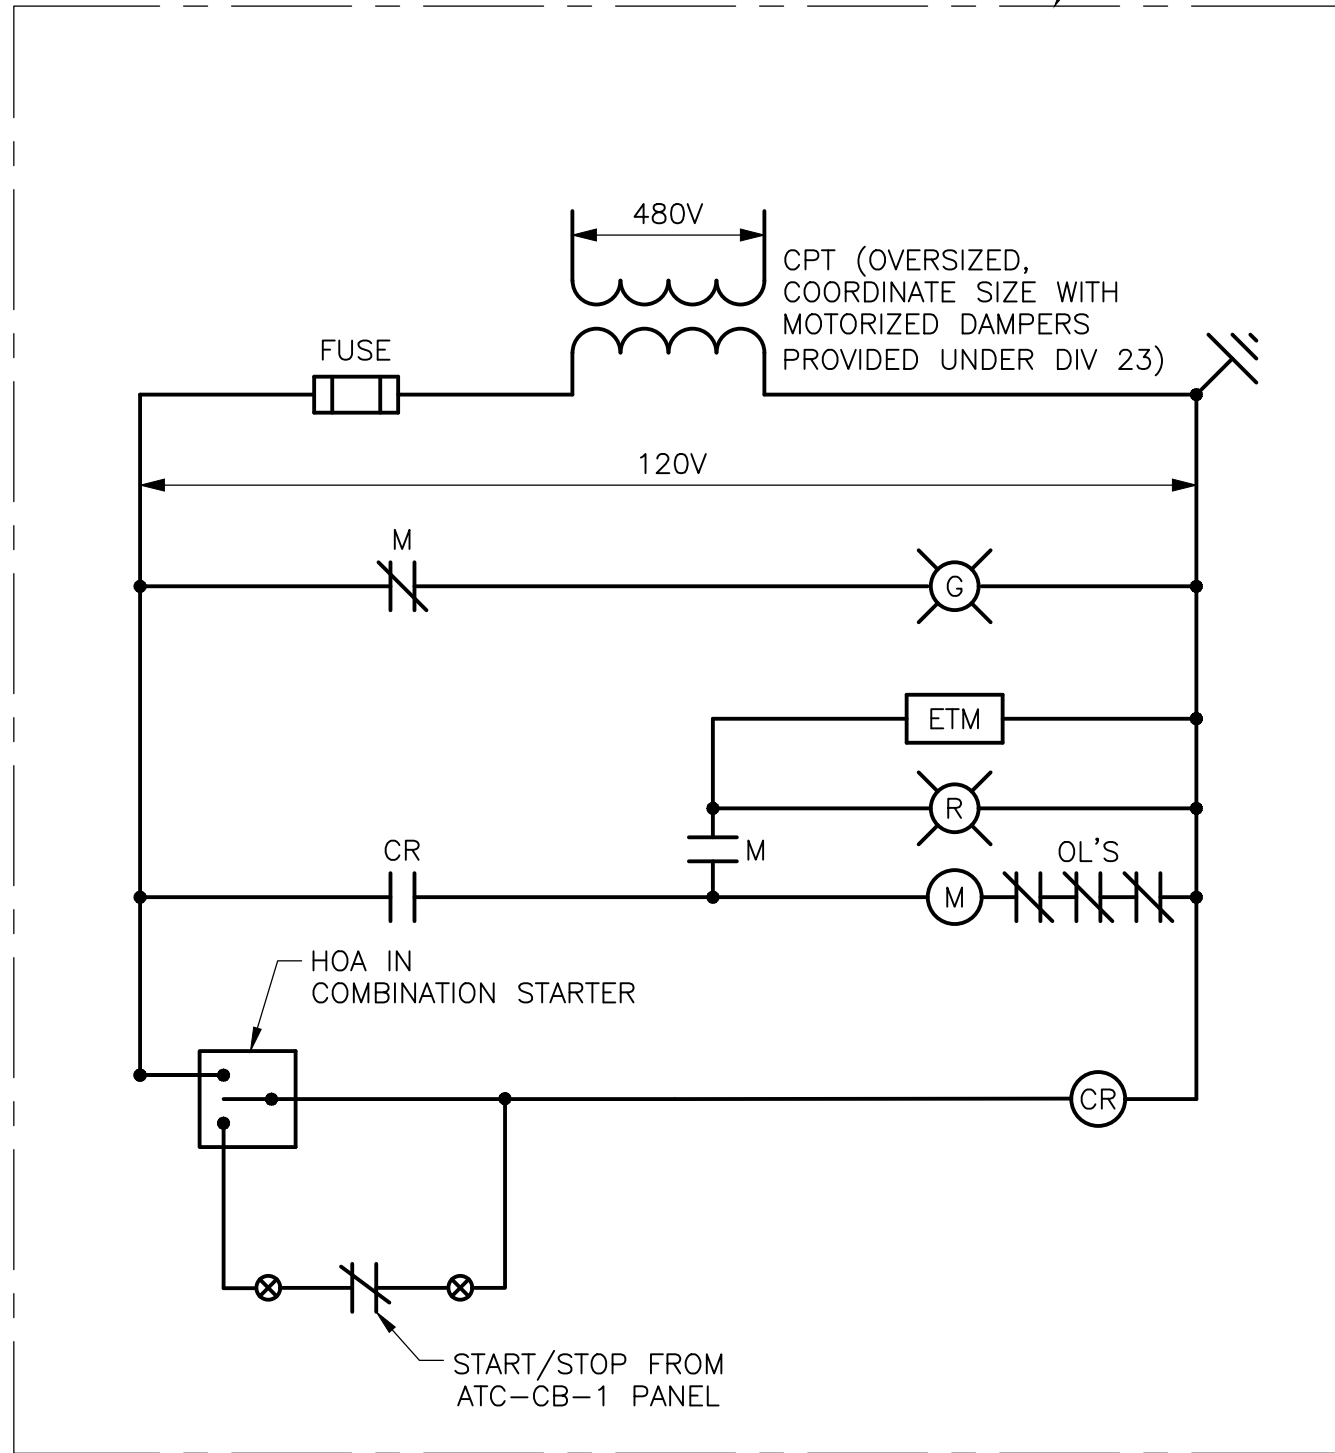 480V
CPT (OVERSIZED,
COORDINATE SIZE WITH
MOTORIZED DAMPERS
PROVIDED UNDER DIV 23)
FUSE
120V
M
G
ETM
R
CR
M
OL'S
M
HOA IN
COMBINATION STARTER
CR
START/STOP FROM
ATC-CB-1 PANEL